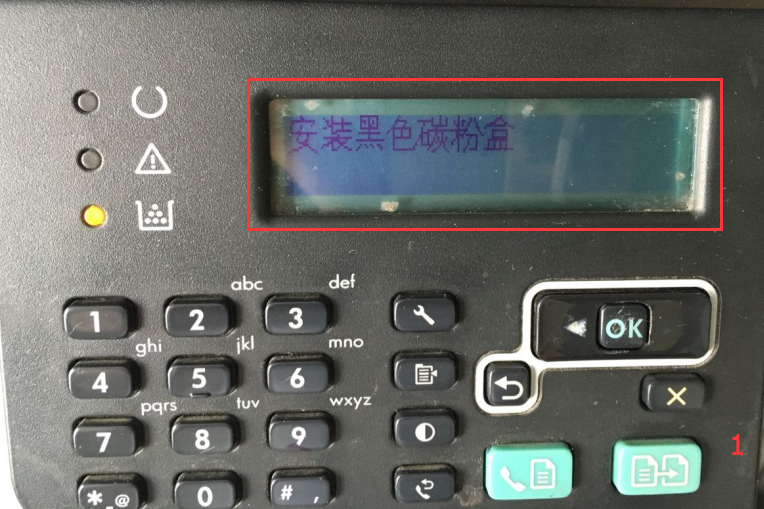 安装黑色碳粉盒
abc def
1 2 3
ghi jkl mno
4 5 6 OK
pqrs tuv wxyz
7 8 9
1
* @ 0 # ,